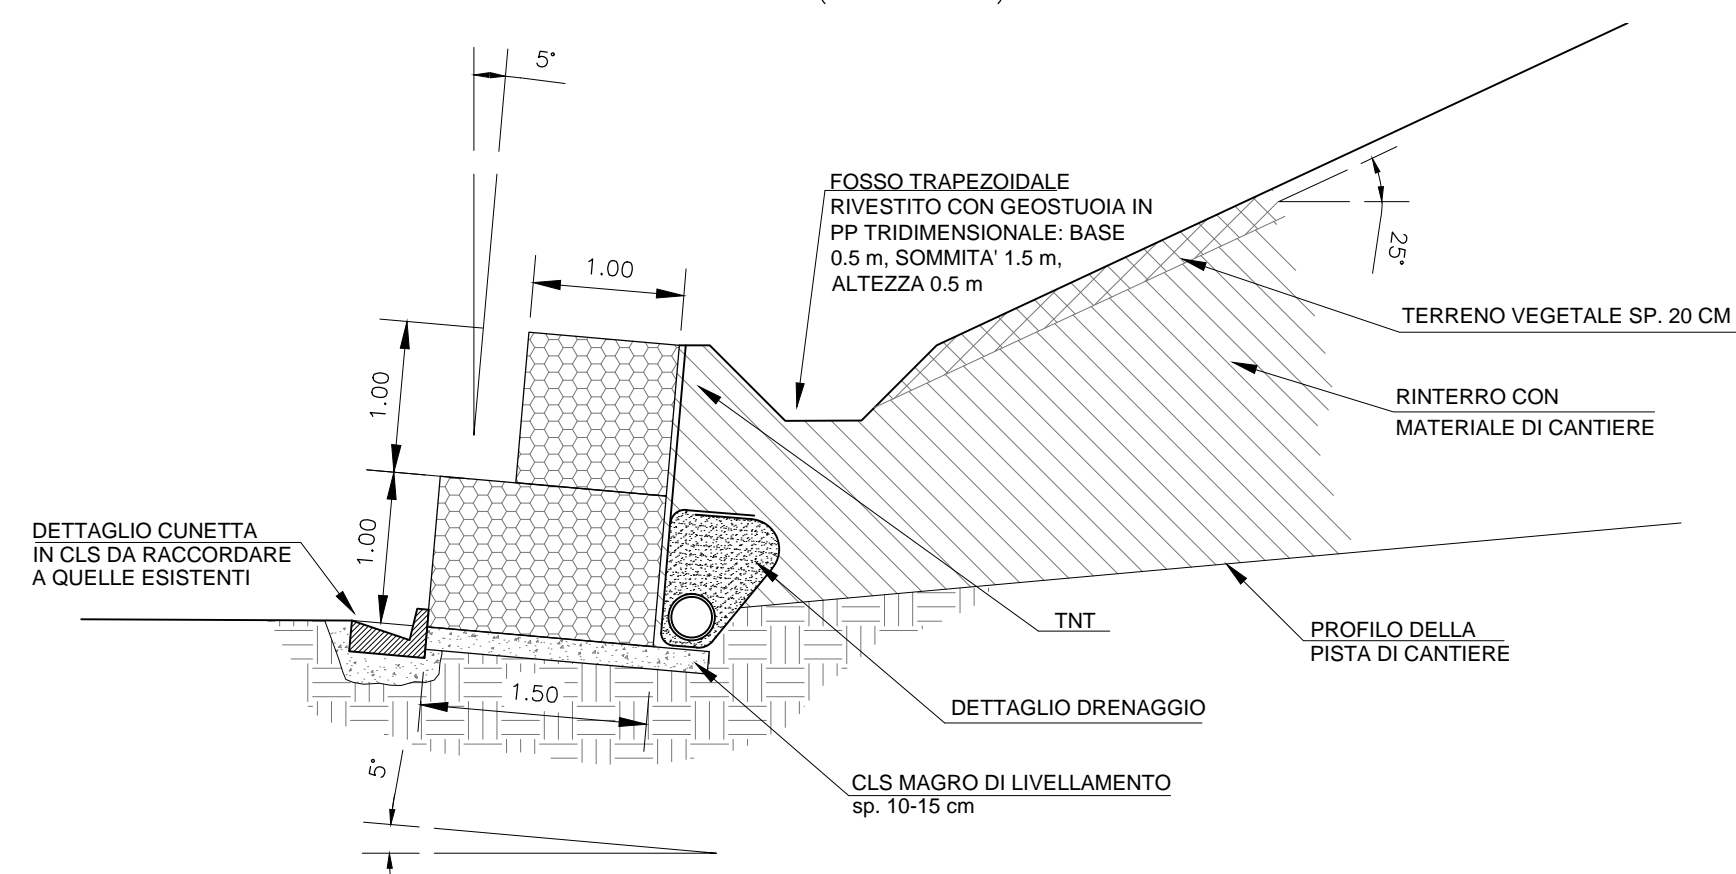 5°
FOSSO TRAPEZOIDALE
RIVESTITO CON GEOSTUOIA IN
PP TRIDIMENSIONALE: BASE
0.5 m, SOMMITA' 1.5 m,
ALTEZZA 0.5 m
25°
1.00
TERRENO VEGETALE SP. 20 CM
1.00
RINTERRO CON
MATERIALE DI CANTIERE
1.00
DETTAGLIO CUNETTA
IN CLS DA RACCORDARE
A QUELLE ESISTENTI
TNT
PROFILO DELLA
PISTA DI CANTIERE
1.50
DETTAGLIO DRENAGGIO
5°
CLS MAGRO DI LIVELLAMENTO
sp. 10-15 cm